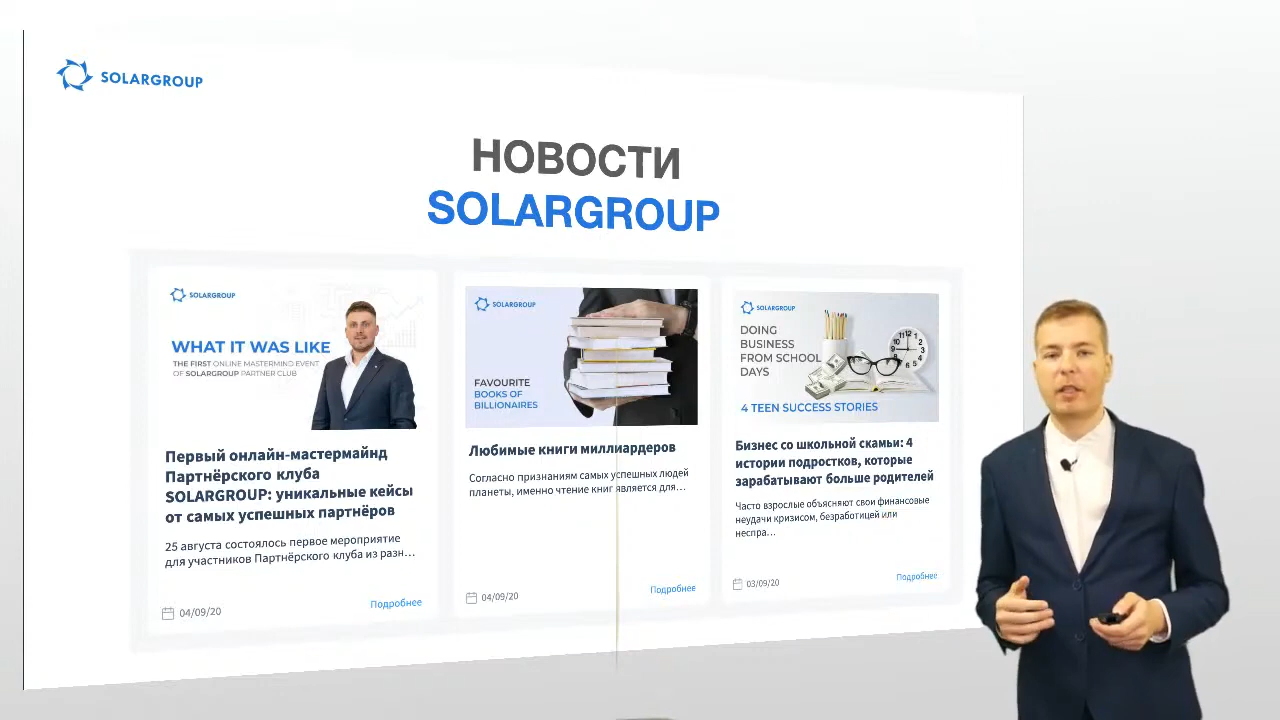 SOLARGROUP
НОВОСТИ
SOLARGROUP
SOLARGROUP
WHAT IT WAS LIKE
THE FIRST ONLINE MASTERMIND EVENT
OF SOLARGROUP PARTNER CLUB
Первый онлайн-мастермайнд
Партнёрского клуба
SOLARGROUP: уникальные кейсы
от самых успешных партнёров
25 августа состоялось первое мероприятие
для участников Партнёрского клуба из разн...
04/09/20
Подробнее
SOLARGROUP
FAVOURITE
BOOKS OF
BILLIONAIRES
Любимые книги миллиардеров
Согласно признаниям самых успешных людей
планеты, именно чтение книг является для...
04/09/20
Подробнее
SOLARGROUP
DOING
BUSINESS
FROM SCHOOL
DAYS
4 TEEN SUCCESS STORIES
Бизнес со школьной скамьи: 4
истории подростков, которые
зарабатывают больше родителей
Часто взрослые объясняют свои финансовые
неудачи кризисом, безработицей или
неспра...
03/09/20
Подробнее